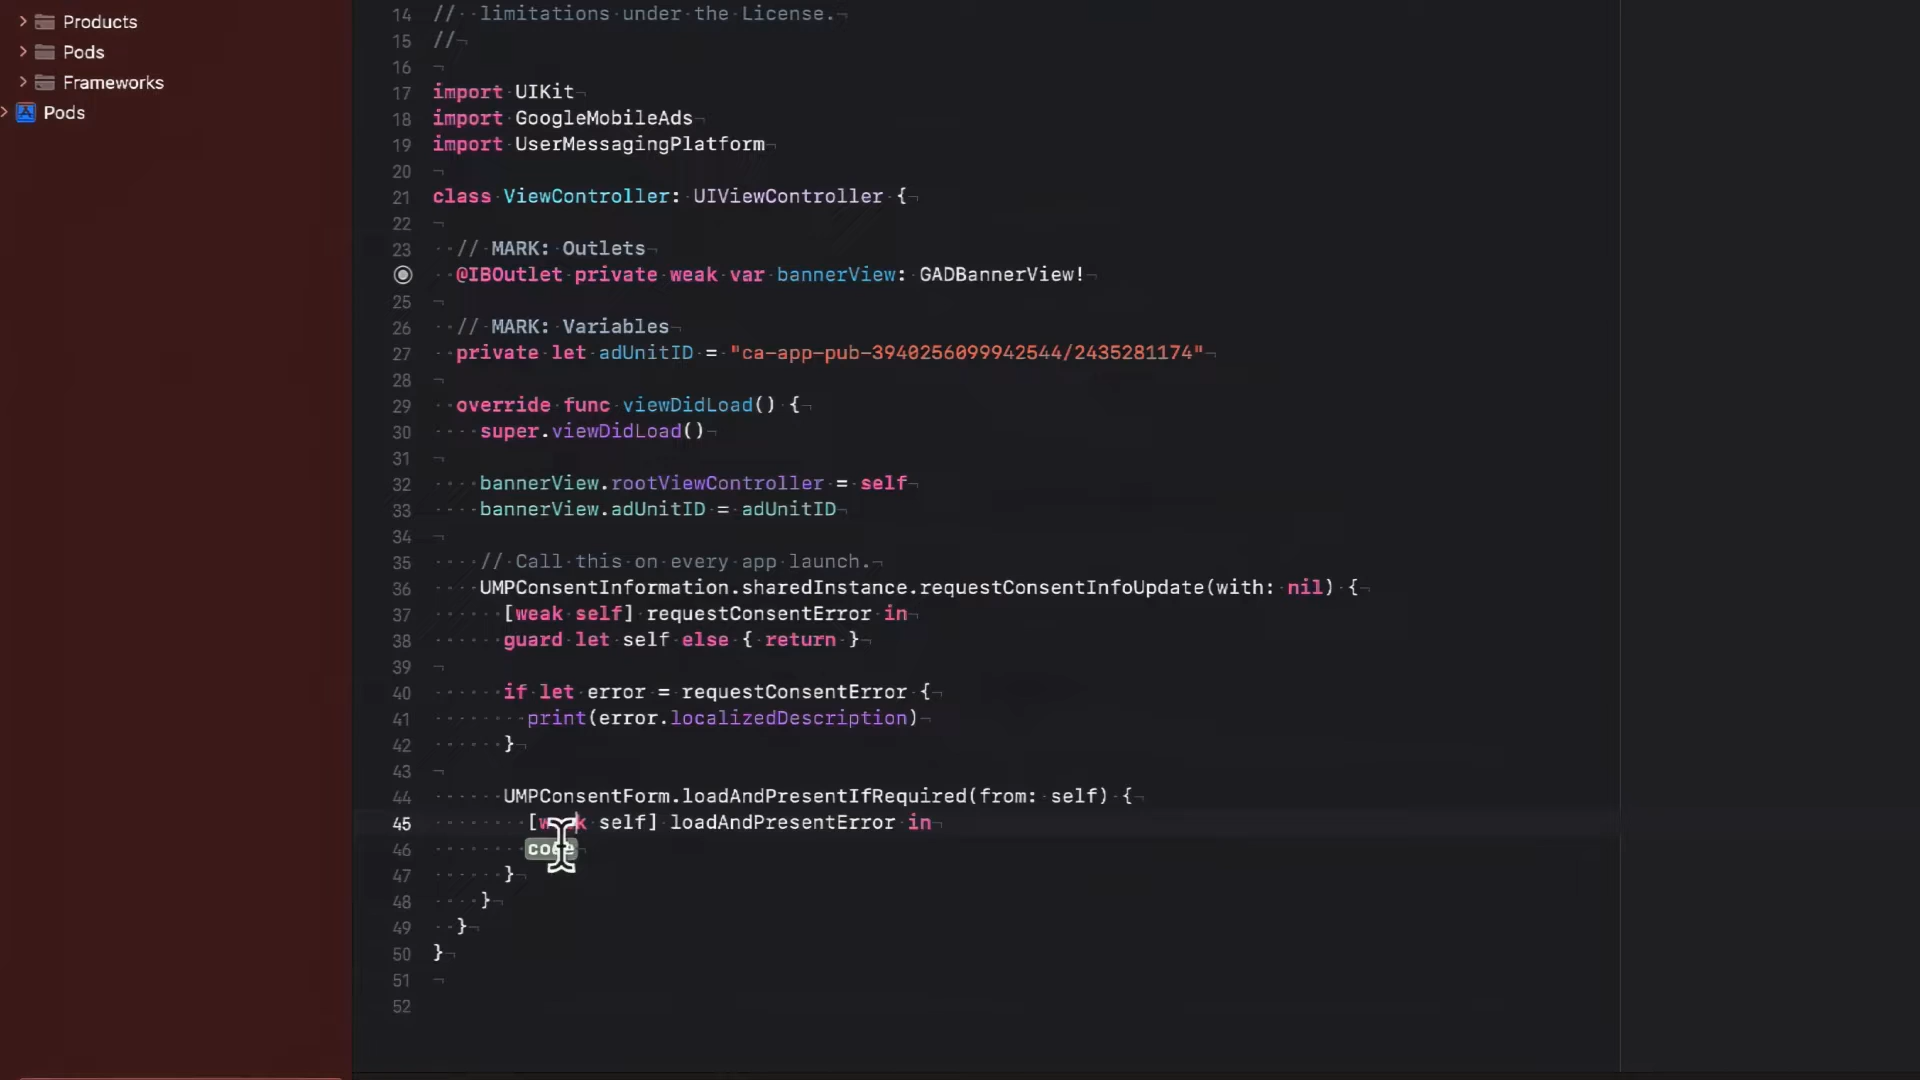 Products
Pods
Frameworks
Pods
14 // limitations under the License.
15 //
16
17 import UIKit
18 import GoogleMobileAds
19 import UserMessagingPlatform
20
21 class ViewController: UIViewController {
22
23 // MARK: Outlets
@IBOutlet private weak var bannerView: GADBannerView!
25
26 // MARK: Variables
27 private let adUnitID = "ca-app-pub-3940256099942544/2435281174"
28
29 override func viewDidLoad() {
30 super.viewDidLoad()
31
32 bannerView.rootViewController = self
33 bannerView.adUnitID = adUnitID
34
35 // Call this on every app launch.
36 UMPConsentInformation.sharedInstance.requestConsentInfoUpdate(with: nil) {
37 [weak self] requestConsentError in
38 guard let self else { return }
39
40 if let error = requestConsentError {
41 print(error.localizedDescription)
42 }
43
44 UMPConsentForm.loadAndPresentIfRequired(from: self) {
45 [weak self] loadAndPresentError in
46 code
47 }
48 }
49 }
50 }
51
52